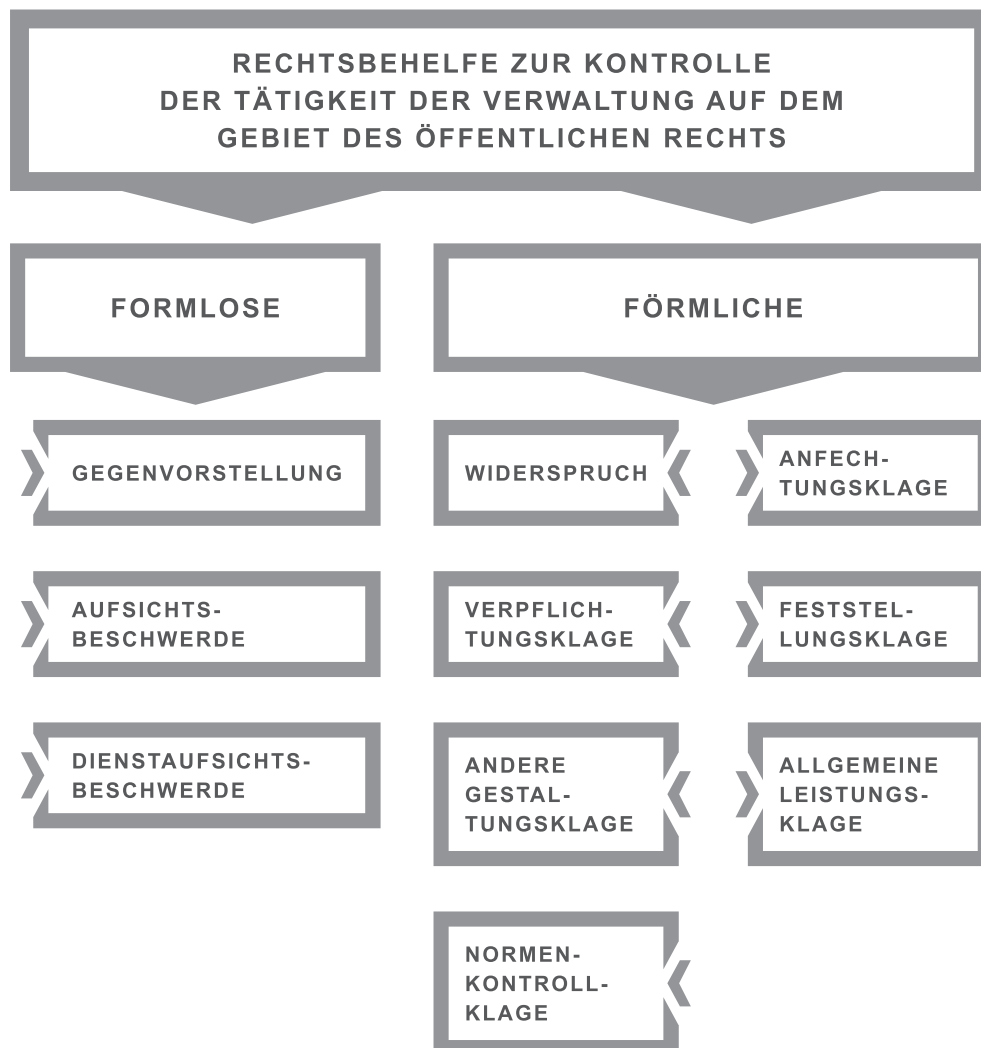 RECHTSBEHELFE ZUR KONTROLLE
DER TÄTIGKEIT DER VERWALTUNG AUF DEM
GEBIET DES ÖFFENTLICHEN RECHTS
FORMLOSE
FÖRMLICHE
GEGENVORSTELLUNG
AUFSICHTS-
BESCHWERDE
DIENSTAUFSICHTS-
BESCHWERDE
WIDERSPRUCH
ANFECH-
TUNGSKLAGE
VERPFLICH-
TUNGSKLAGE
FESTSTEL-
LUNGSKLAGE
ANDERE
GESTAL-
TUNGSKLAGE
ALLGEMEINE
LEISTUNGS-
KLAGE
NORMEN-
KONTROLL-
KLAGE